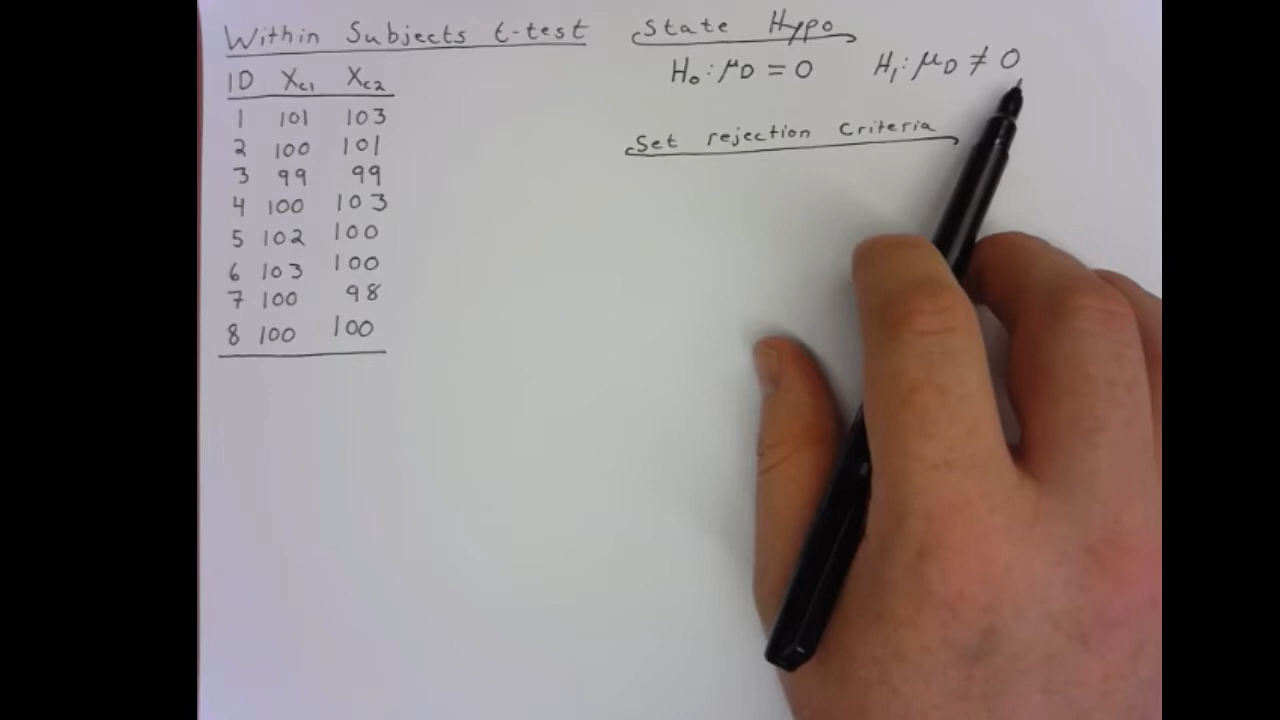 Within Subjects t-test
ID Xc1 Xc2
1 101 103
2 100 101
3 99 99
4 100 103
5 102 100
6 103 100
7 100 98
8 100 100
State Hypo
H₀: μD = 0 H₁: μD ≠ 0
Set rejection Criteria